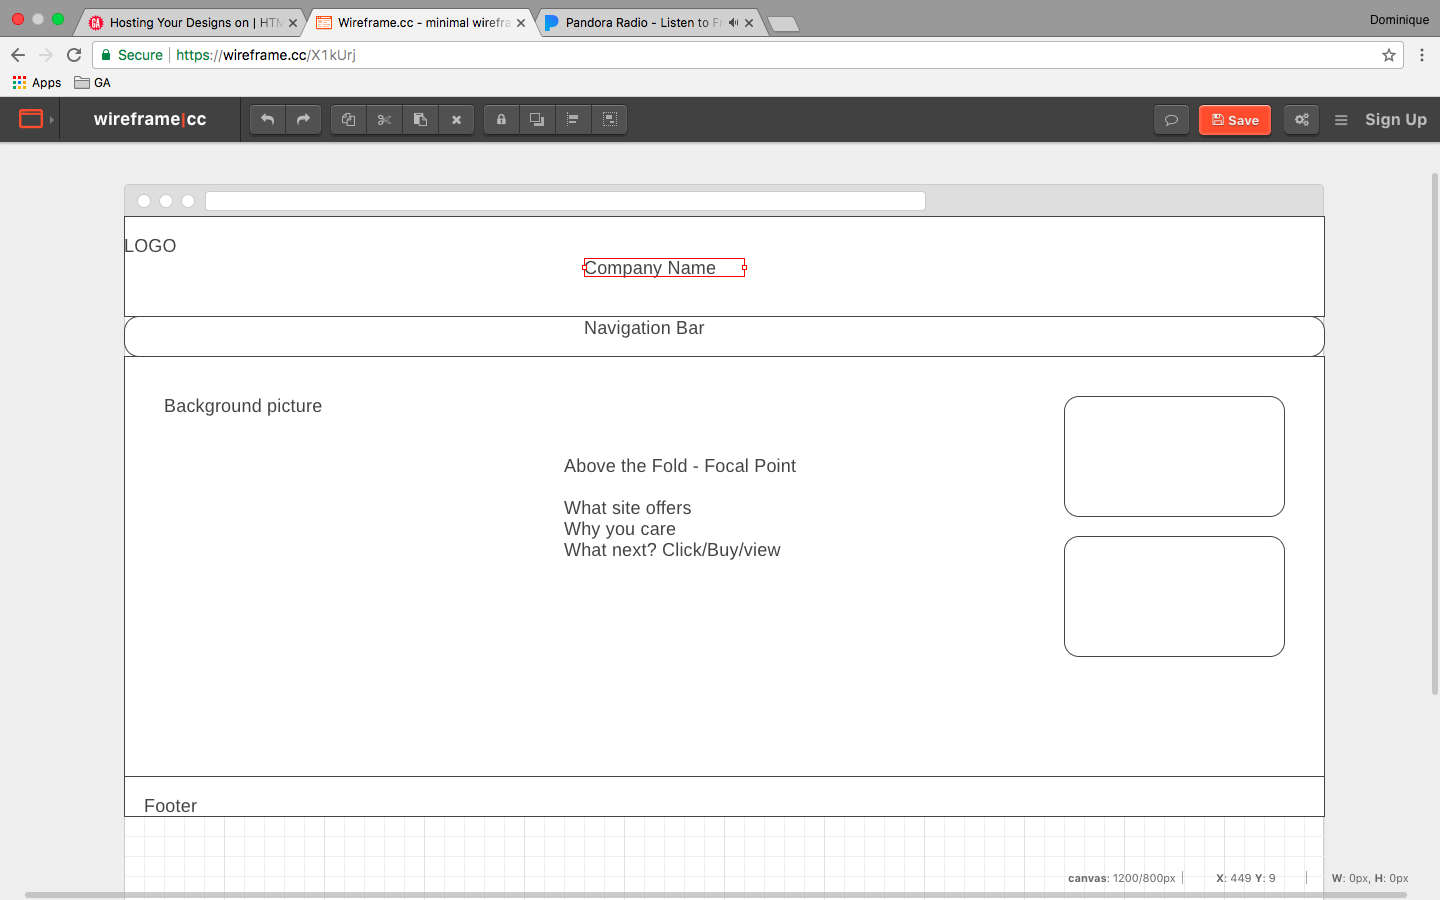 Hosting Your Designs on | HTM
Wireframe.cc - minimal wirefra
Pandora Radio - Listen to Fr
Dominique
Secure
https://wireframe.cc/X1kUrj
Apps
GA
wireframe|cc
Save
Sign Up
LOGO
Company Name
Navigation Bar
Background picture
Above the Fold - Focal Point
What site offers
Why you care
What next? Click/Buy/view
Footer
canvas: 1200/800px
X: 449 Y: 9
W: 0px, H: 0px